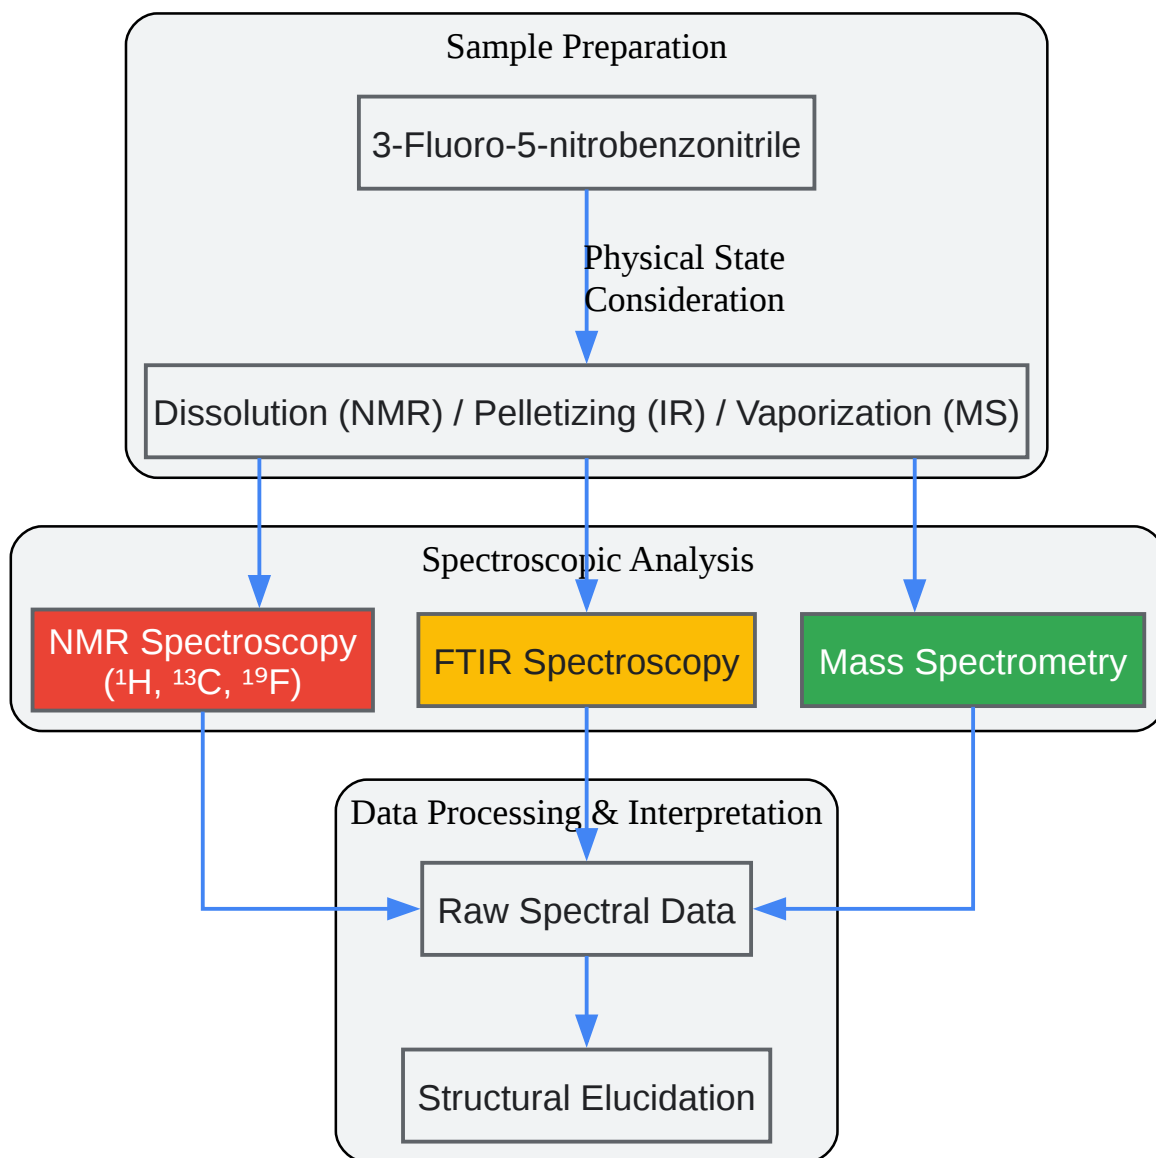 Sample Preparation
3-Fluoro-5-nitrobenzonitrile
Physical State
Consideration
Dissolution (NMR) / Pelletizing (IR) / Vaporization (MS)
Spectroscopic Analysis
NMR Spectroscopy
(¹H, ¹³C, ¹⁹F)
FTIR Spectroscopy
Mass Spectrometry
Data Processing & Interpretation
Raw Spectral Data
Structural Elucidation